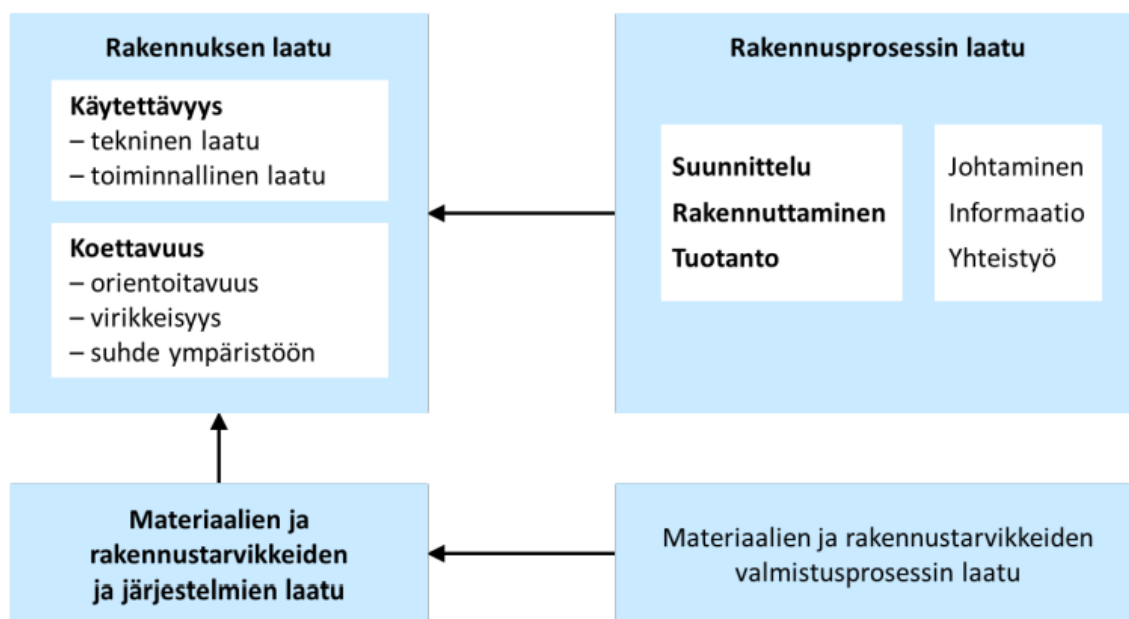 Rakennuksen laatu
Käytettävyys
– tekninen laatu
– toiminnallinen laatu
Koettavuus
– orientoitavuus
– virikkeisyys
– suhde ympäristöön
Rakennusprosessin laatu
Suunnittelu
Rakennuttaminen
Tuotanto
Johtaminen
Informaatio
Yhteistyö
Materiaalien ja
rakennustarvikkeiden
ja järjestelmien laatu
Materiaalien ja rakennustarvikkeiden
valmistusprosessin laatu